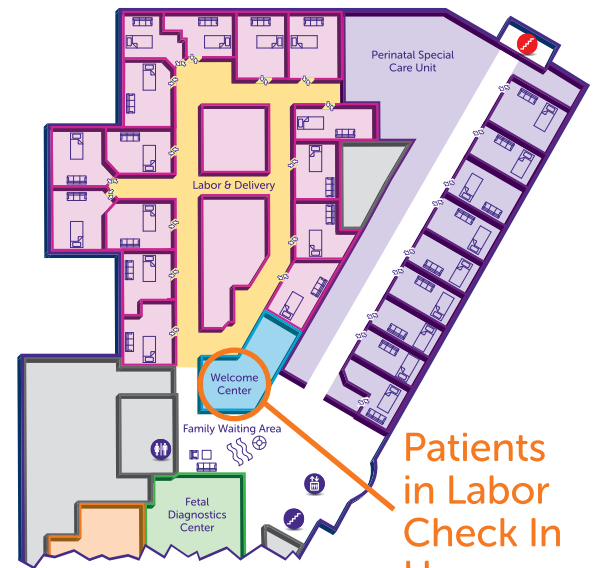 Perinatal Special
Care Unit
Labor & Delivery
Welcome
Center
Family Waiting Area
Fetal
Diagnostics
Center
Patients
in Labor
Check In